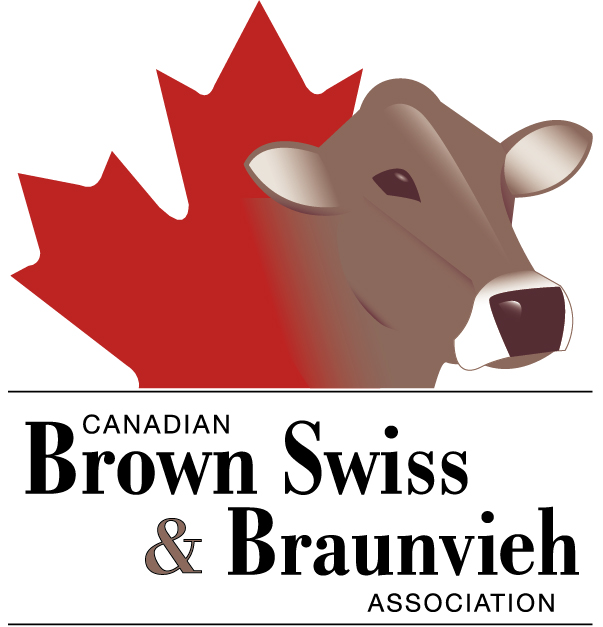 CANADIAN
Brown Swiss
& Braunvieh
ASSOCIATION